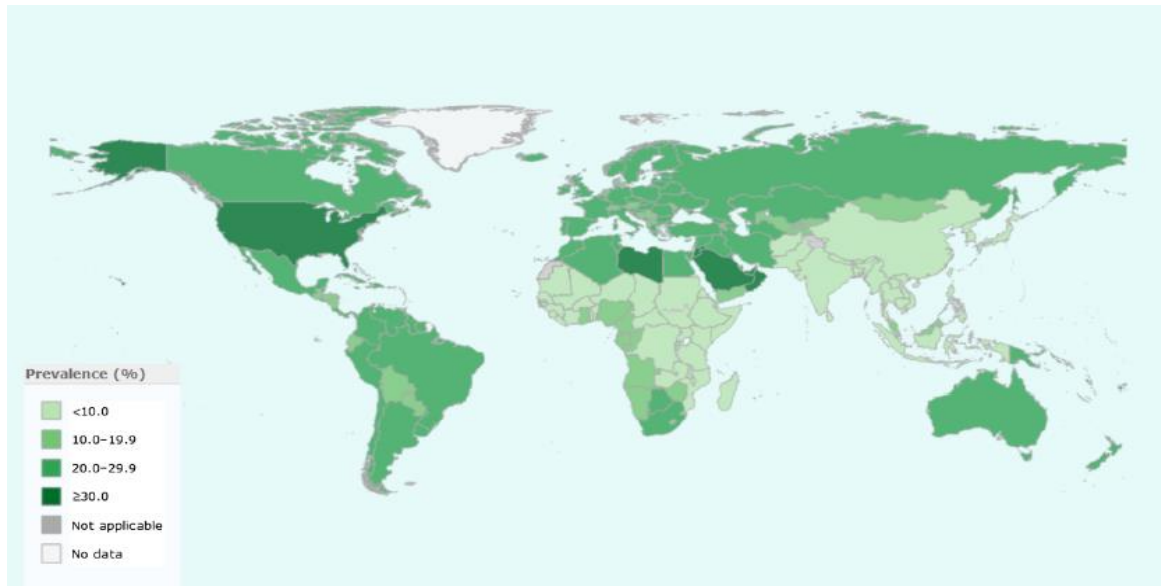 Prevalence (%)
<10.0
10.0–19.9
20.0–29.9
≥30.0
Not applicable
No data